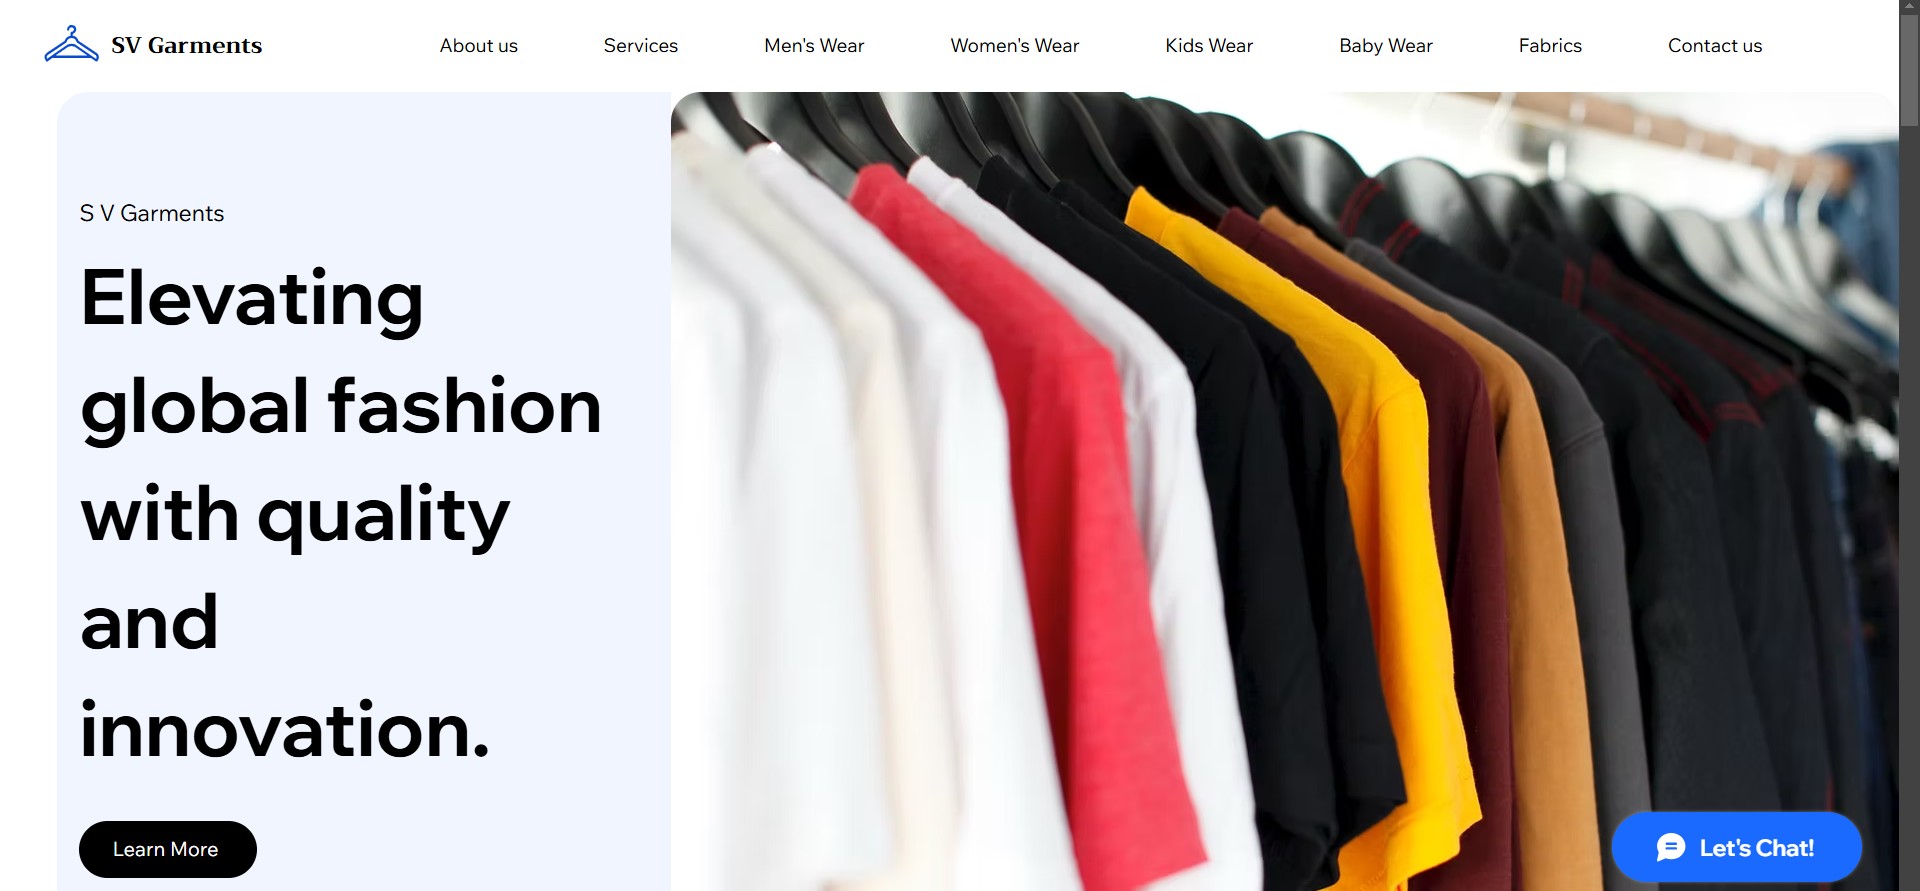 SV Garments
About us
Services
Men's Wear
Women's Wear
Kids Wear
Baby Wear
Fabrics
Contact us
S V Garments
Elevating
global fashion
with quality
and
innovation.
Learn More
Let's Chat!